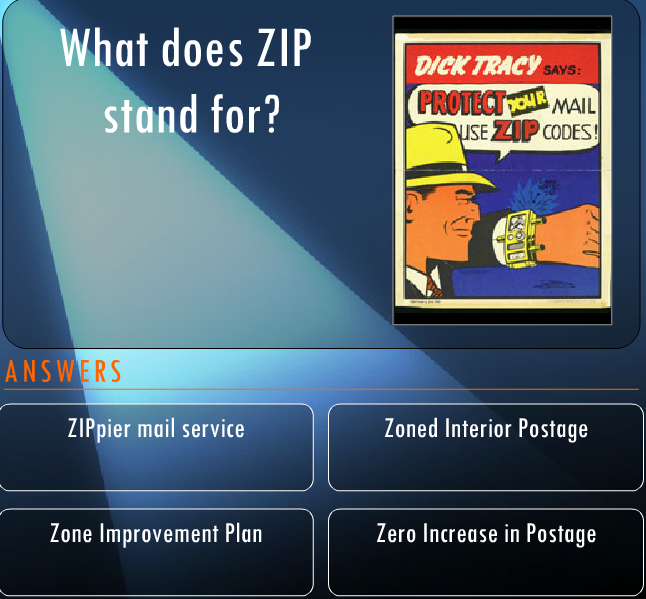 What does ZIP
stand for?
DICK TRACY SAYS:
PROTECT YOUR MAIL
USE ZIP CODES!
ANSWERS
ZIPpier mail service
Zoned Interior Postage
Zone Improvement Plan
Zero Increase in Postage